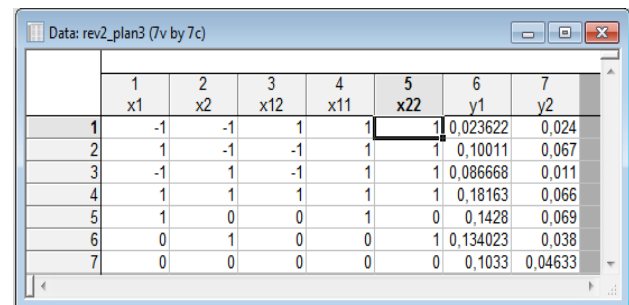 Data: rev2_plan3 (7v by 7c)
1 2 3 4 5 6 7
x1 x2 x12 x11 x22 y1 y2
1 -1 -1 1 1 1 0,023622 0,024
2 1 -1 -1 1 1 0,10011 0,067
3 -1 1 -1 1 1 0,086668 0,011
4 1 1 1 1 1 0,18163 0,066
5 1 0 0 1 0 0,1428 0,069
6 0 1 0 0 1 0,134023 0,038
7 0 0 0 0 0 0,1033 0,04633